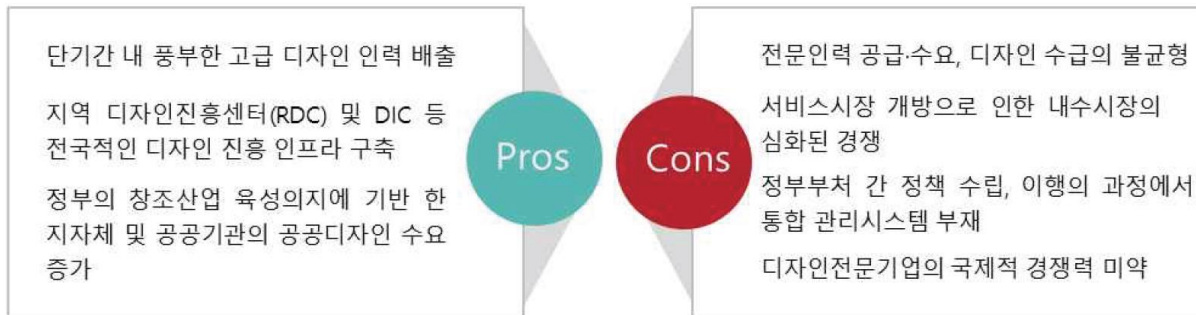 단기간 내 풍부한 고급 디자인 인력 배출
지역 디자인진흥센터(RDC) 및 DIC 등
전국적인 디자인 진흥 인프라 구축
정부의 창조산업 육성의지에 기반 한
지자체 및 공공기관의 공공디자인 수요
증가
Pros
Cons
전문인력 공급·수요, 디자인 수급의 불균형
서비스시장 개방으로 인한 내수시장의
심화된 경쟁
정부부처 간 정책 수립, 이행의 과정에서
통합 관리시스템 부재
디자인전문기업의 국제적 경쟁력 미약